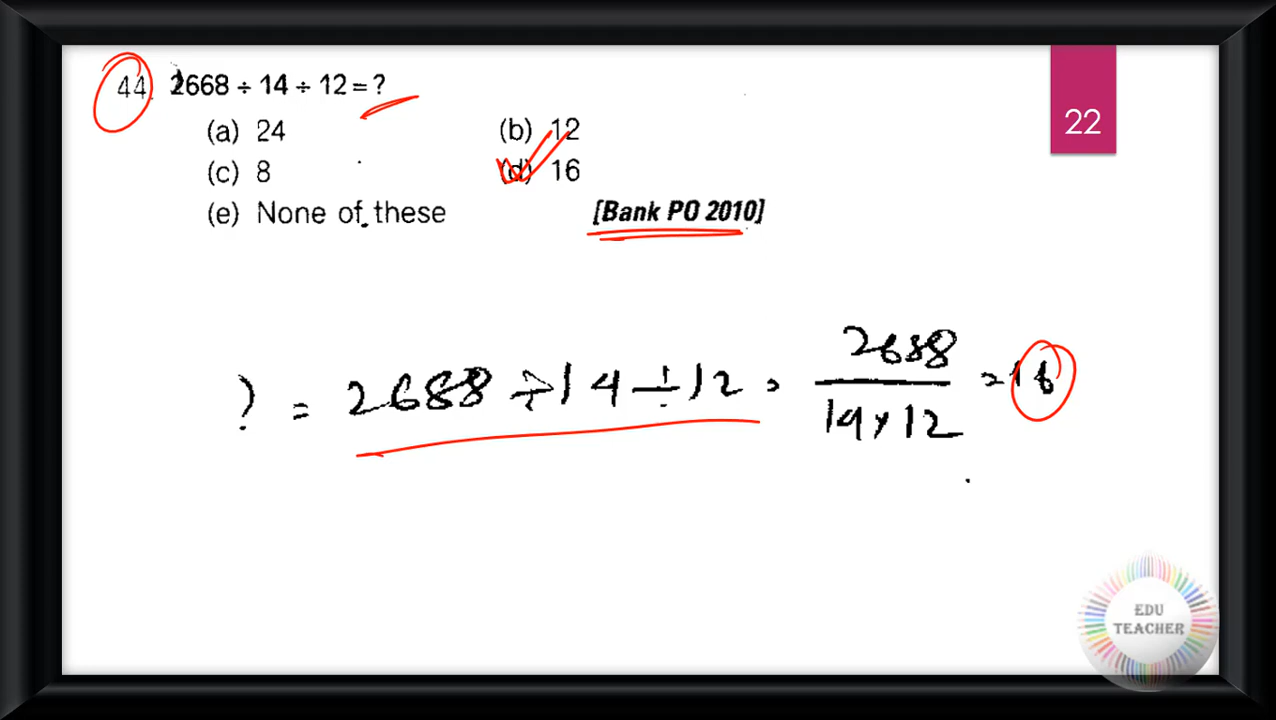 44. 2668 ÷ 14 ÷ 12 = ?
22
(a) 24 (b) 12
(c) 8 (d) 16
(e) None of these [Bank PO 2010]
? = 2688 ÷ 14 ÷ 12 = 2688 / 14 × 12 = 16
EDU
TEACHER